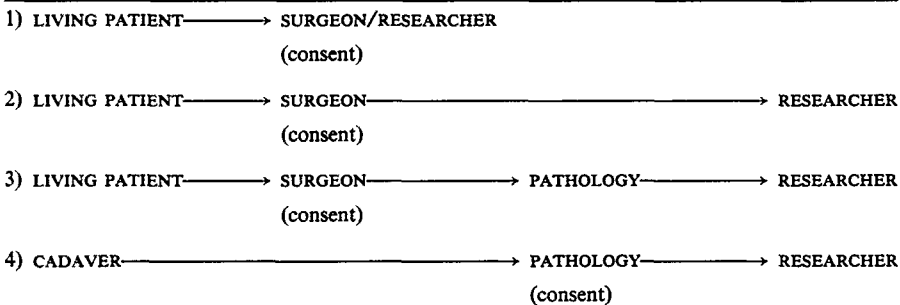 1) LIVING PATIENT → SURGEON/RESEARCHER
(consent)
2) LIVING PATIENT → SURGEON → RESEARCHER
(consent)
3) LIVING PATIENT → SURGEON → PATHOLOGY → RESEARCHER
(consent)
4) CADAVER → PATHOLOGY → RESEARCHER
(consent)